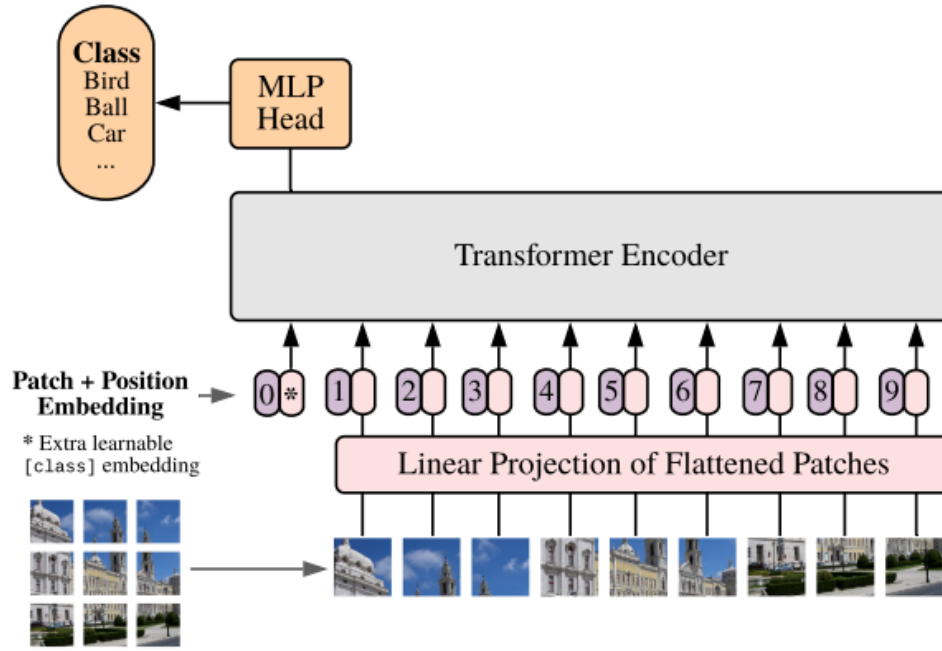 Class
Bird
Ball
Car
...
MLP
Head
Transformer Encoder
Patch + Position
Embedding
0 * 1 2 3 4 5 6 7 8 9
* Extra learnable
[class] embedding
Linear Projection of Flattened Patches